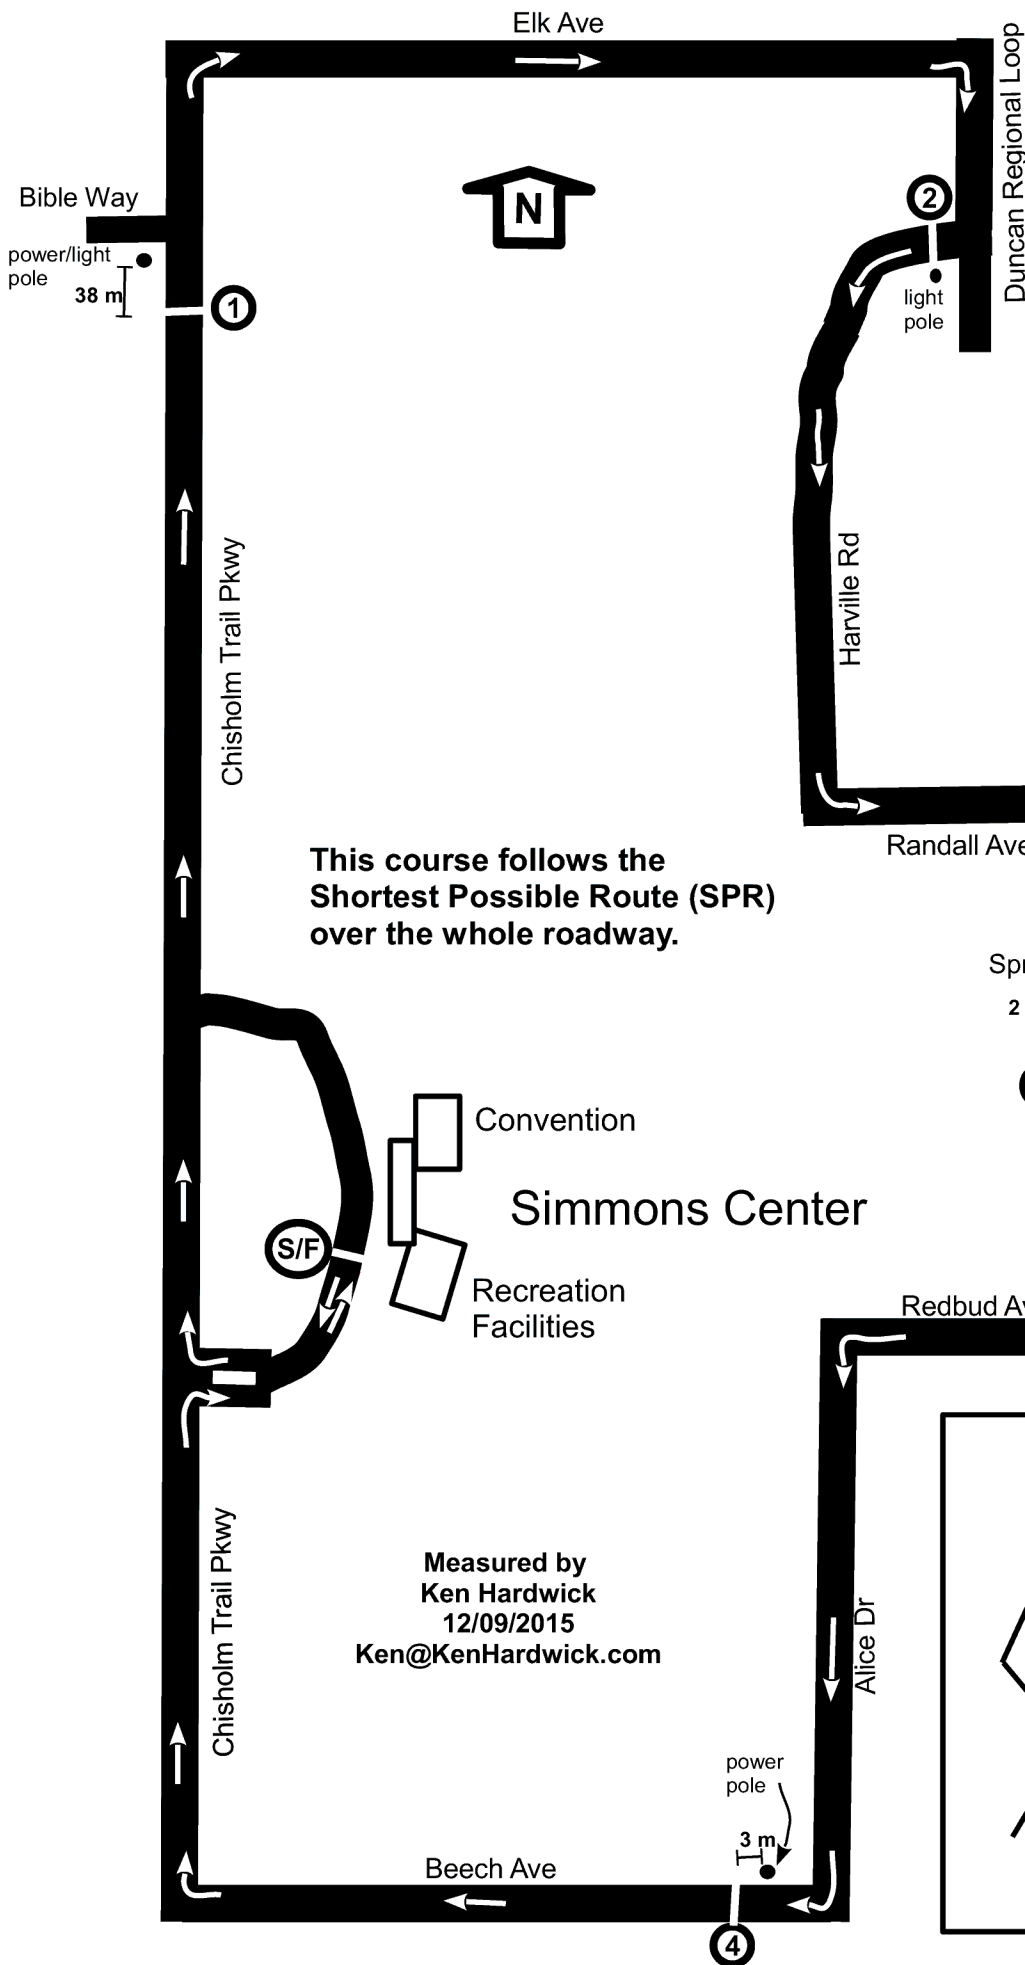 Elk Ave
Duncan Regional Loop
Bible Way
power/light
pole
38 m
1
N
2
light
pole
Chisholm Trail Pkwy
Harville Rd
Randall Ave
This course follows the
Shortest Possible Route (SPR)
over the whole roadway.
Spr
2
Convention
Simmons Center
S/F
Recreation
Facilities
Redbud Av
Chisholm Trail Pkwy
Measured by
Ken Hardwick
12/09/2015
Ken@KenHardwick.com
Alice Dr
power
pole
3 m
Beech Ave
4